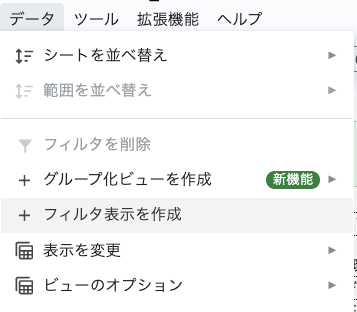 データ ツール 拡張機能 ヘルプ
シートを並べ替え
範囲を並べ替え
フィルタを削除
グループ化ビューを作成 新機能
フィルタ表示を作成
表示を変更
ビューのオプション